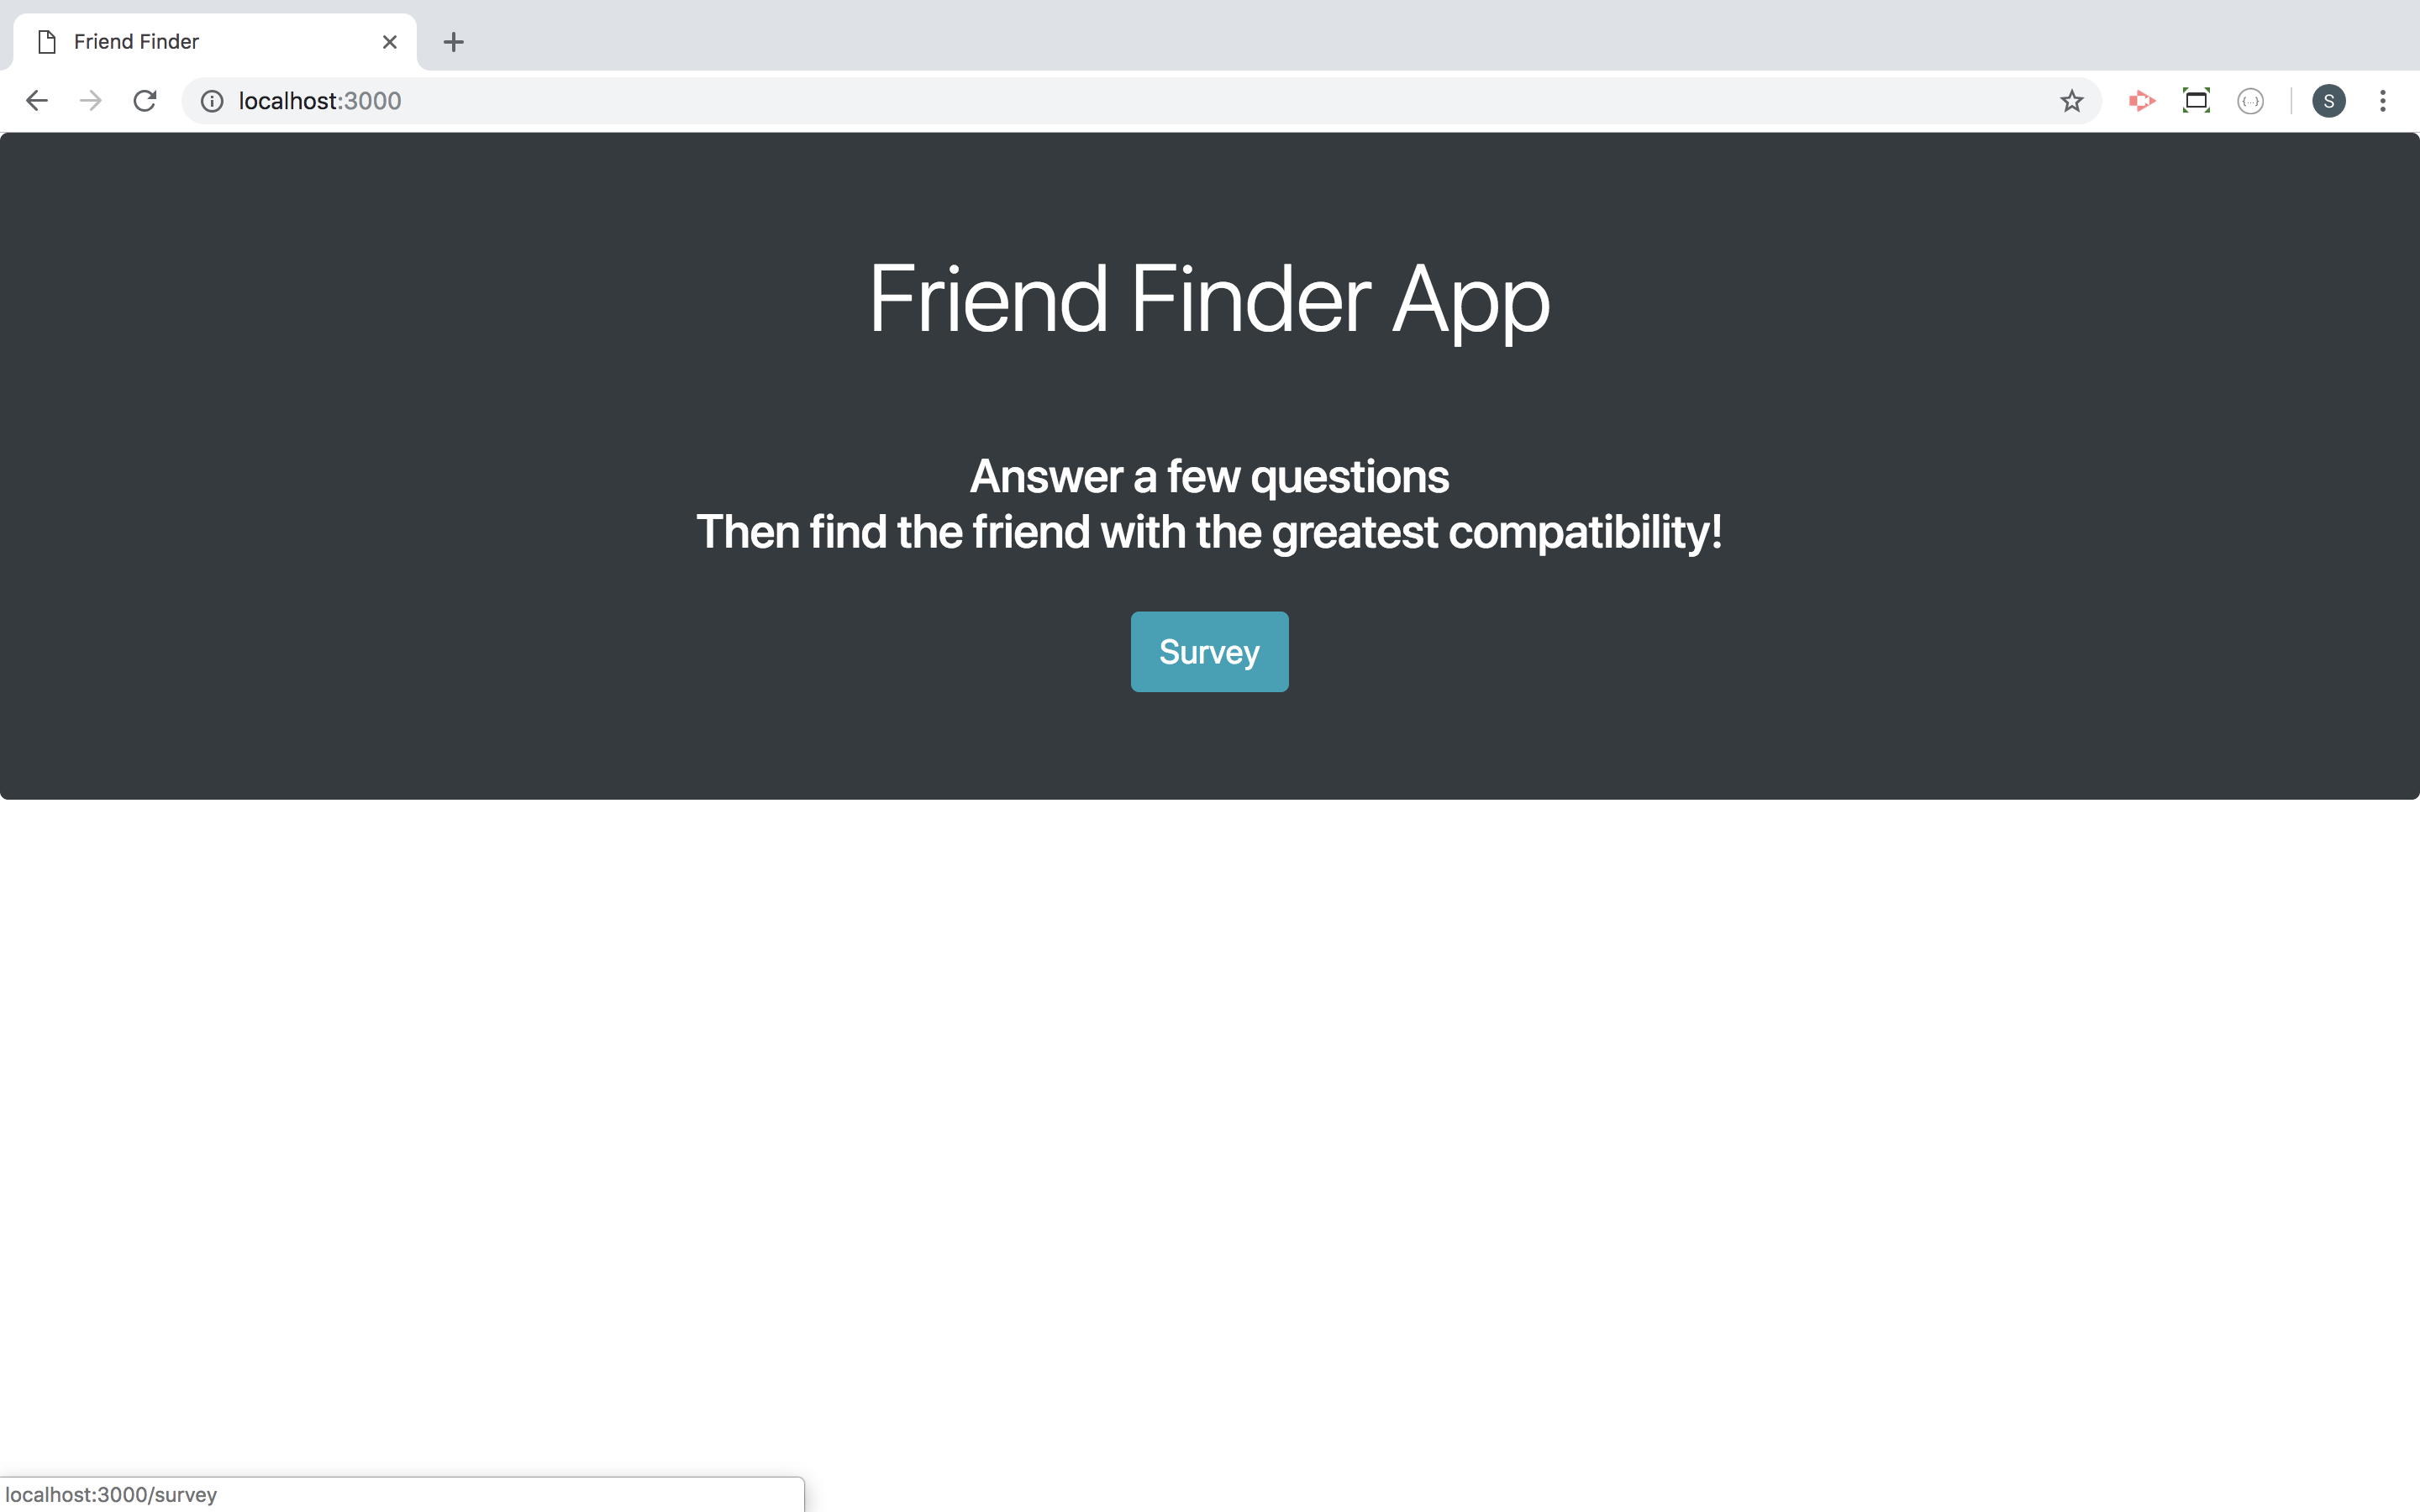 Friend Finder
localhost:3000
S
Friend Finder App
Answer a few questions
Then find the friend with the greatest compatibility!
Survey
localhost:3000/survey